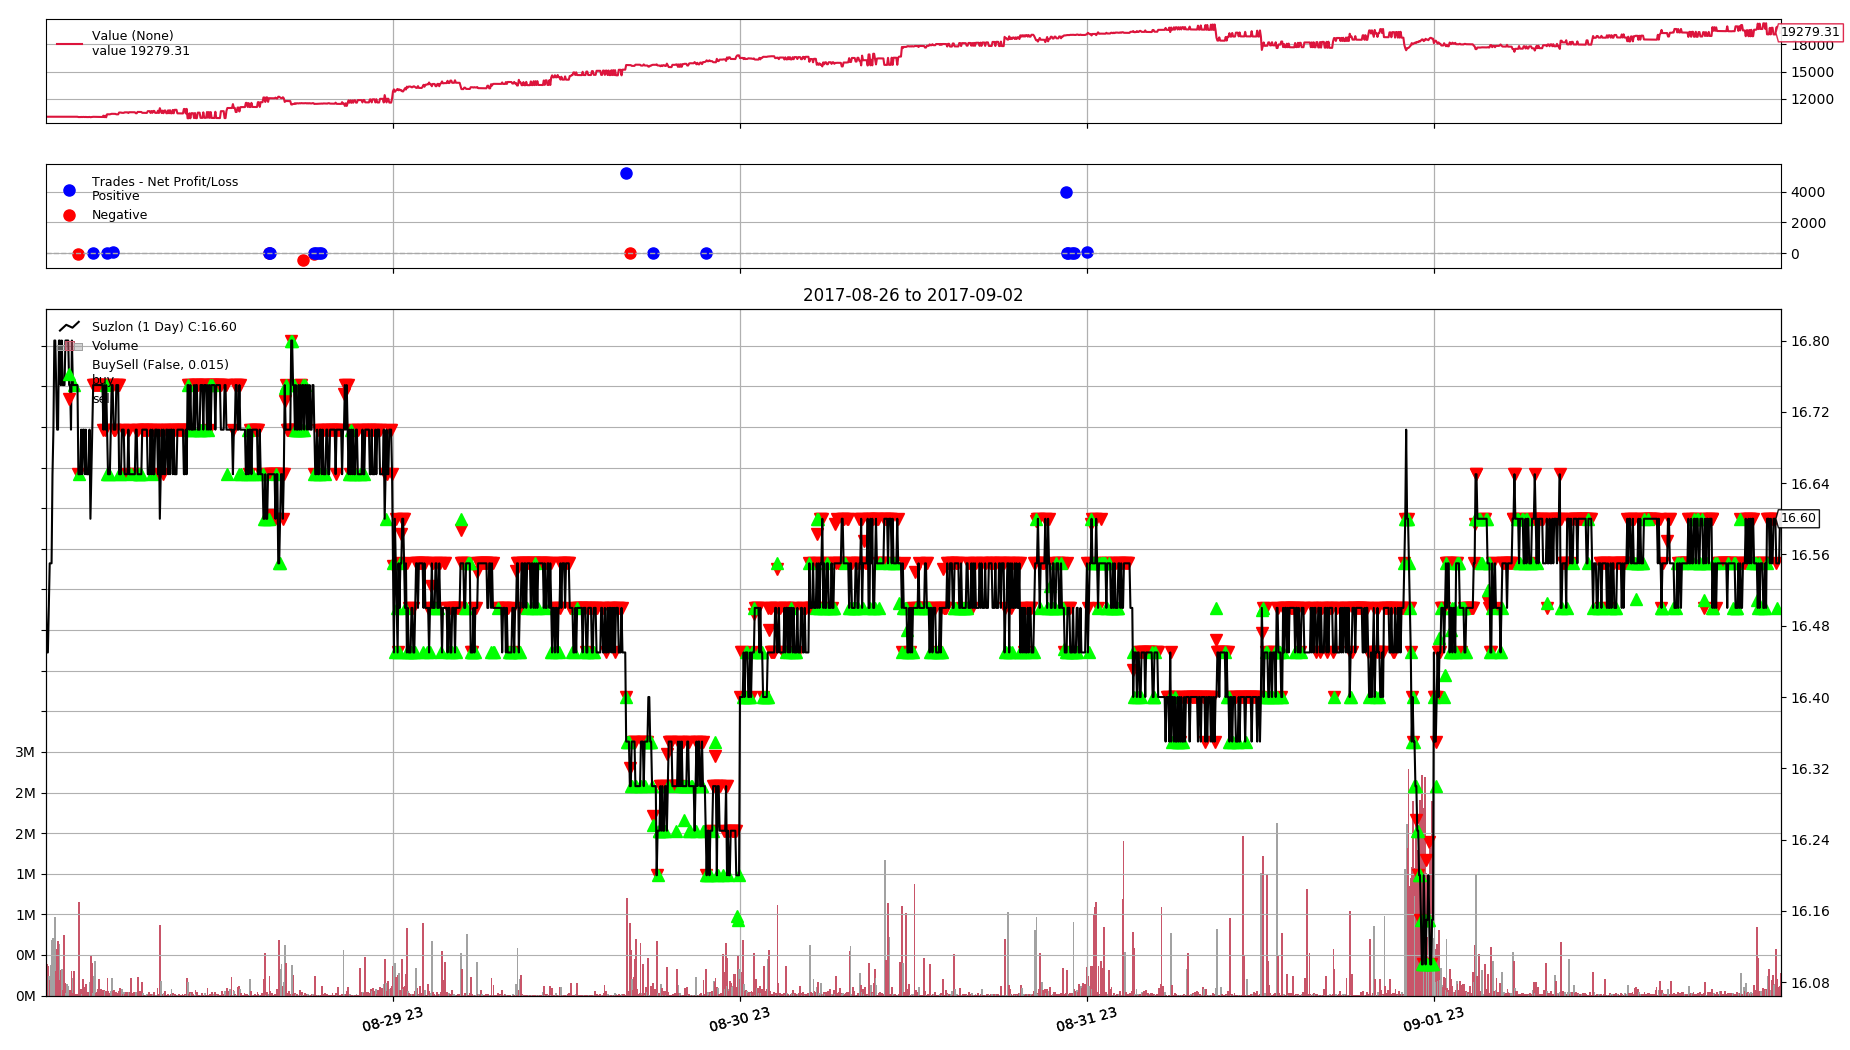 Value (None)
value 19279.31
19279.31
18000
15000
12000
Trades - Net Profit/Loss
Positive
Negative
4000
2000
0
2017-08-26 to 2017-09-02
Suzlon (1 Day) C:16.60
Volume
BuySell (False, 0.015)
buy
sell
16.80
16.72
16.64
16.60
16.56
16.48
16.40
16.32
16.24
16.16
16.08
3M
2M
2M
1M
1M
0M
0M
08-29 23
08-30 23
08-31 23
09-01 23